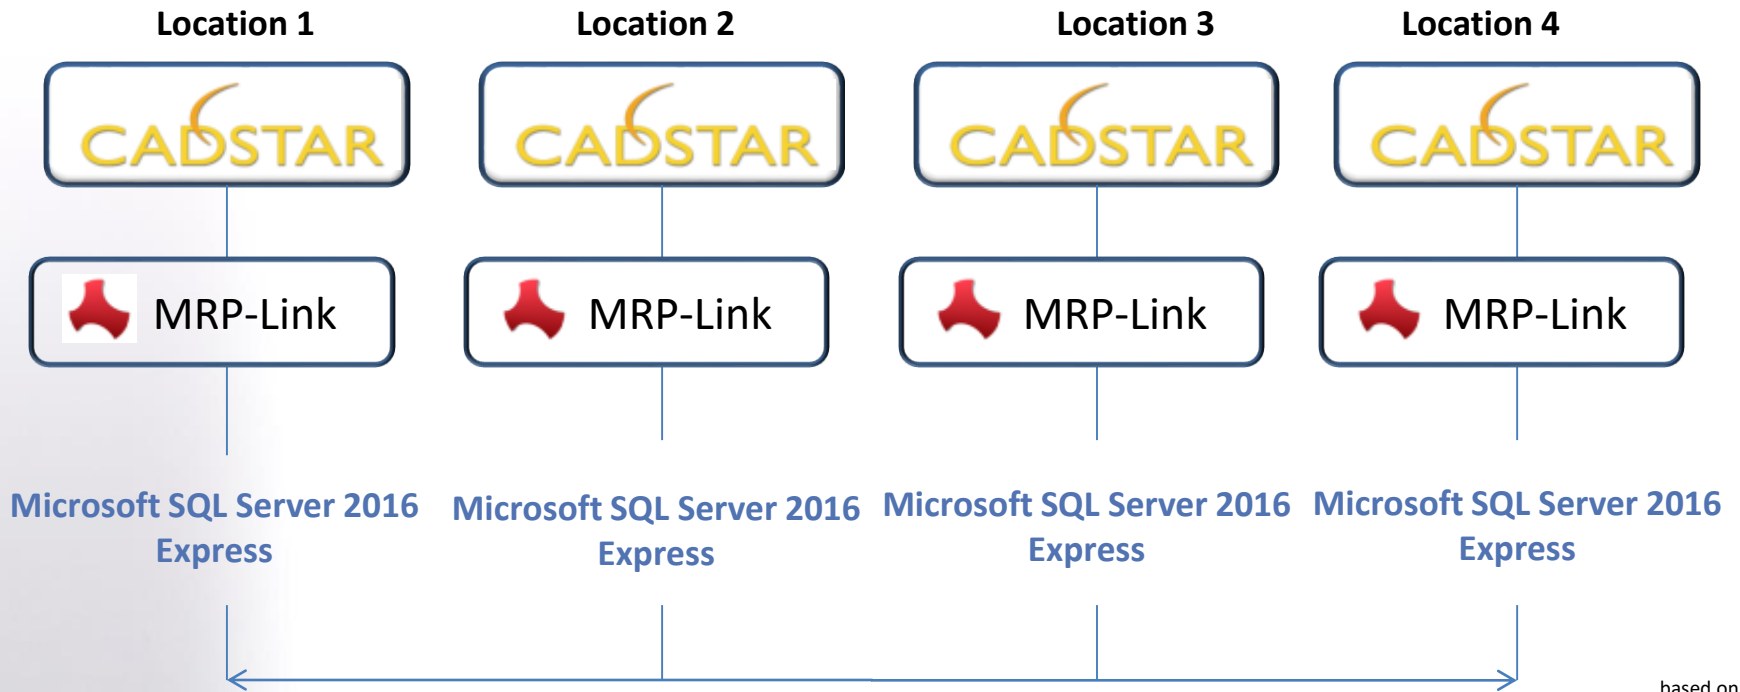 Location 1 Location 2 Location 3 Location 4
CADSTAR CADSTAR CADSTAR CADSTAR
MRP-Link MRP-Link MRP-Link MRP-Link
Microsoft SQL Server 2016 Microsoft SQL Server 2016 Microsoft SQL Server 2016 Microsoft SQL Server 2016
Express Express Express Express
based on